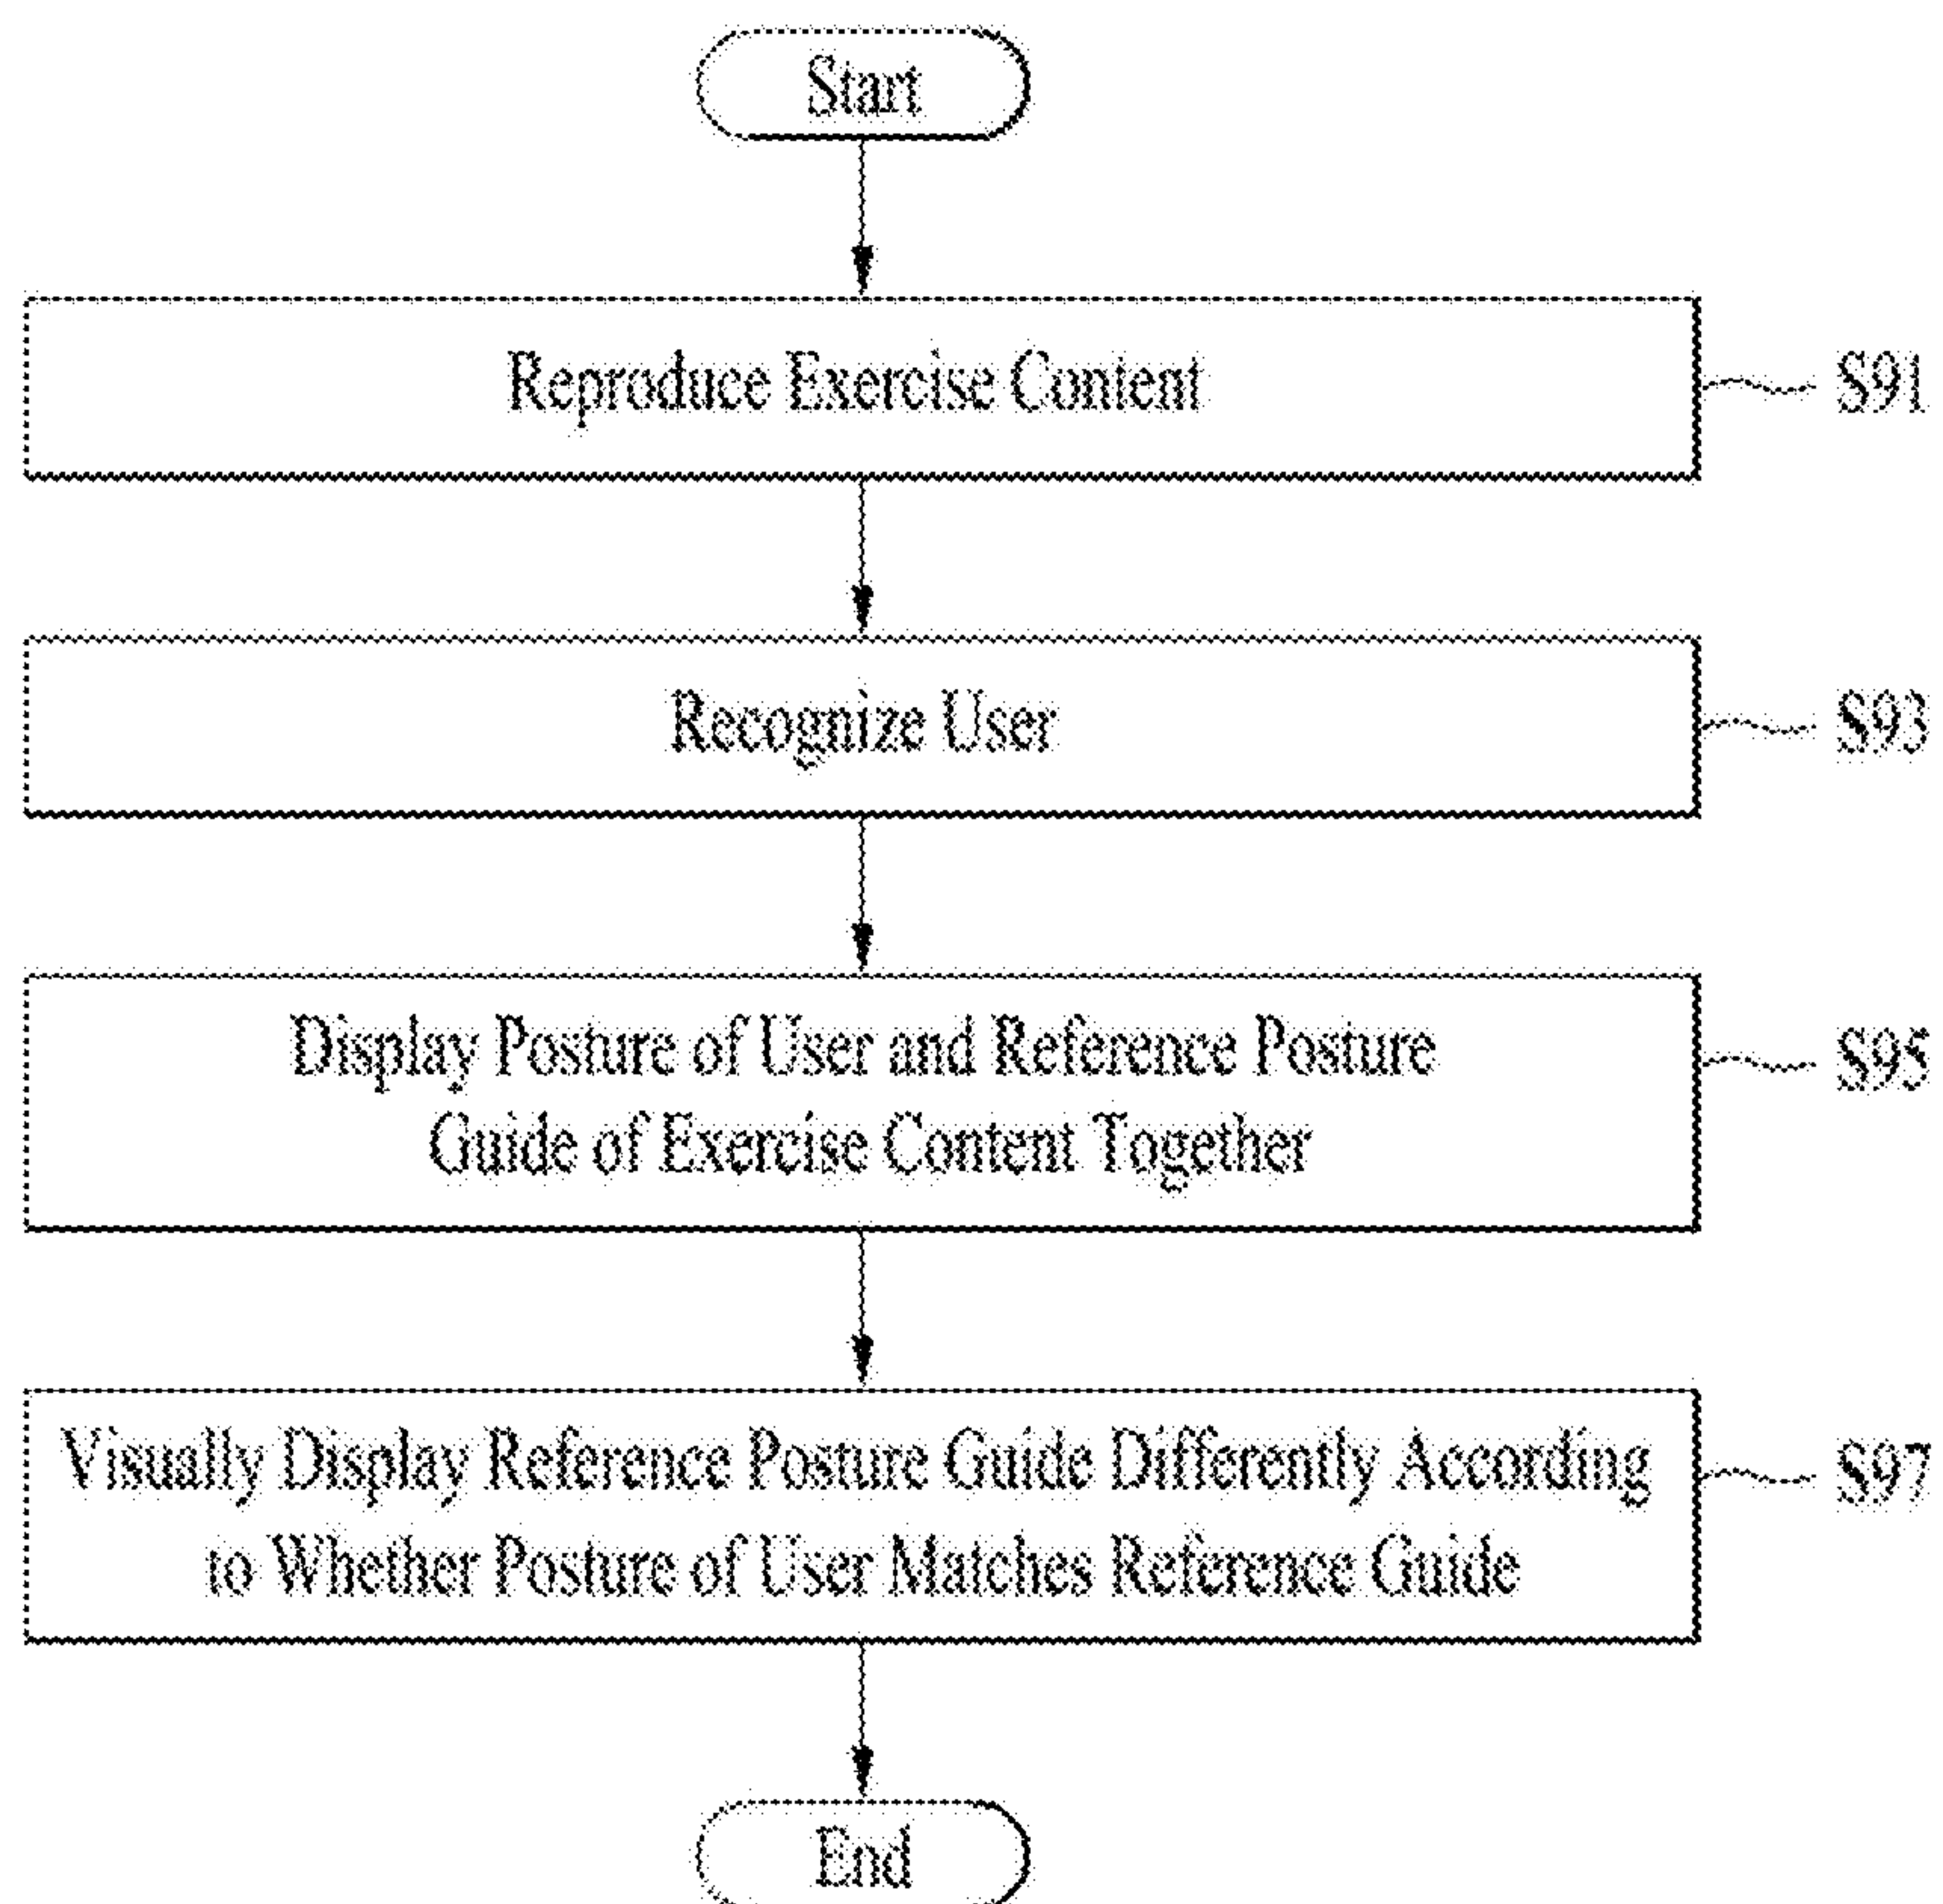 Start
Reproduce Exercise Content
S91
Recognize User
S93
Display Posture of User and Reference Posture
Guide of Exercise Content Together
S95
Visually Display Reference Posture Guide Differently According
to Whether Posture of User Matches Reference Guide
S97
End